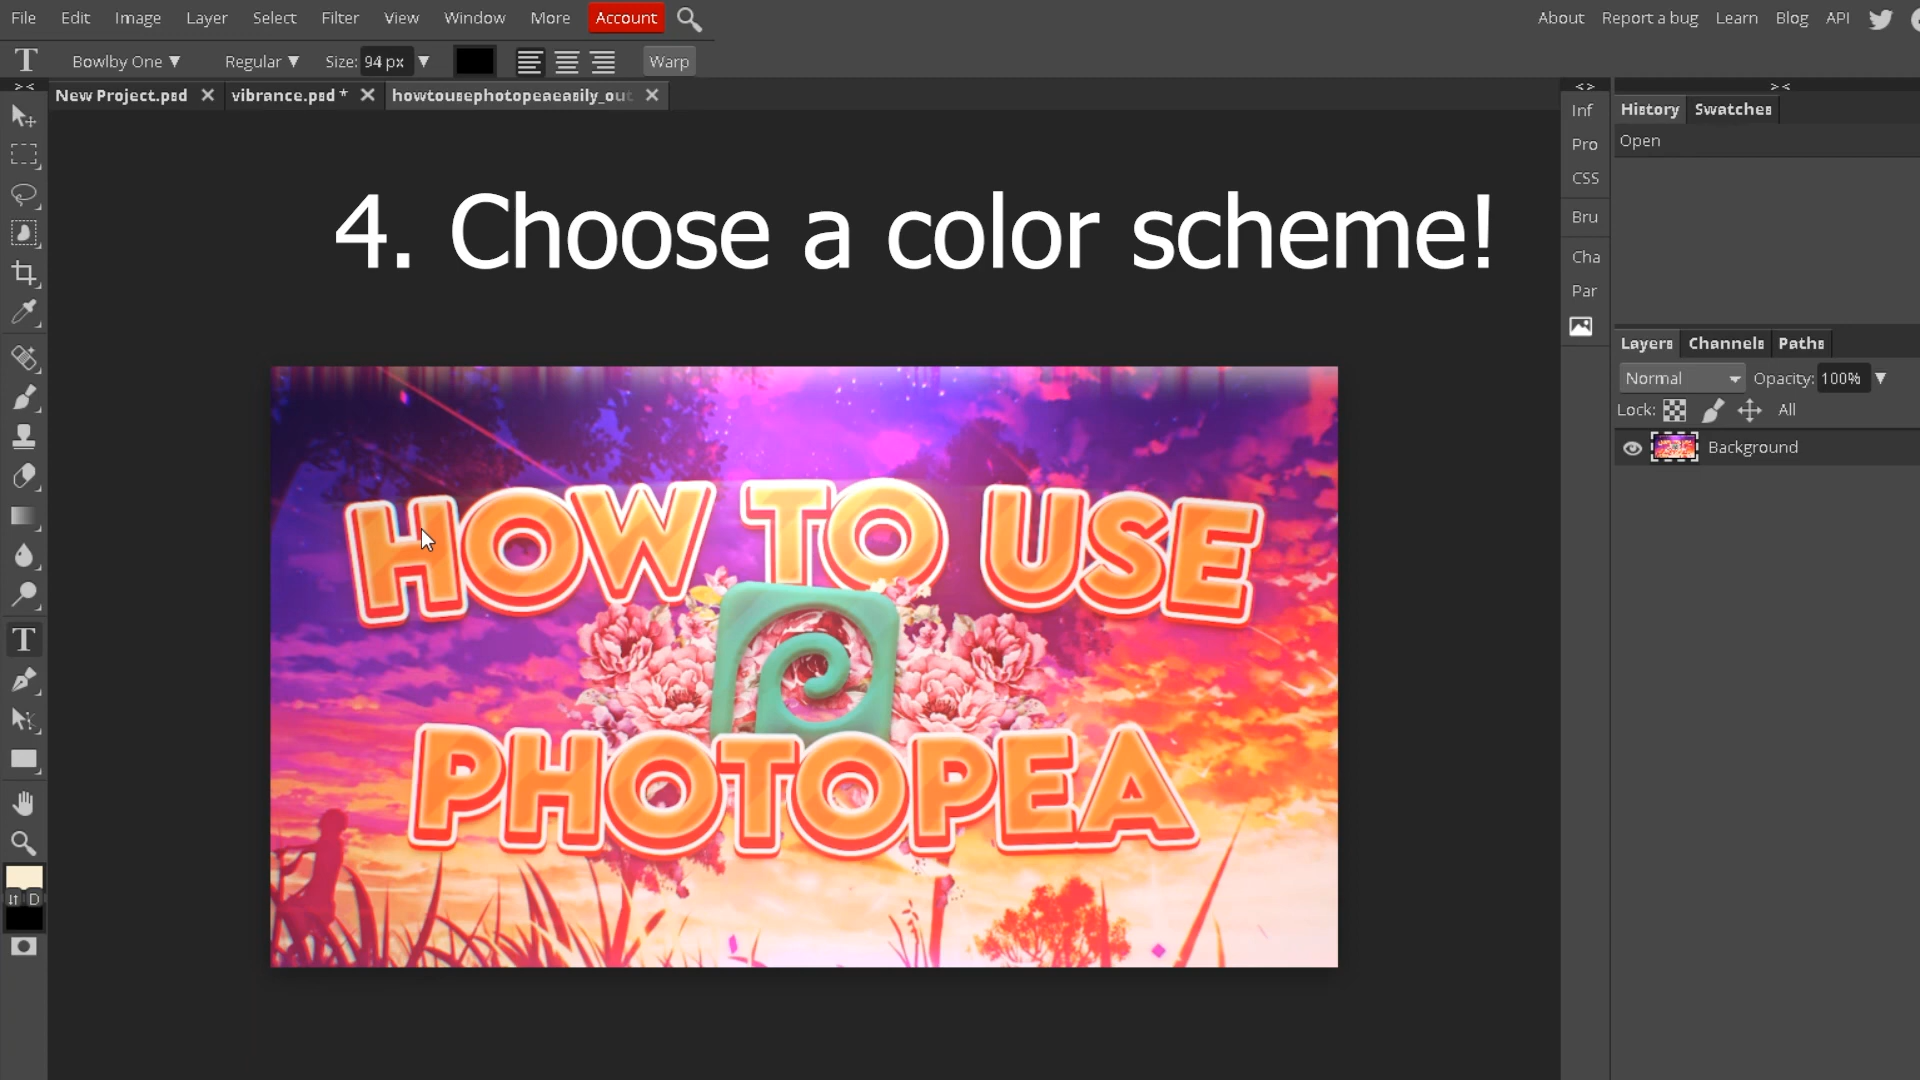 File Edit Image Layer Select Filter View Window More Account About Report a bug Learn Blog API
T Bowlby One Regular Size: 94 px Warp
New Project.psd vibrance.psd * howtousephotopeaeasily_out
Inf
Pro
CSS
Bru
Cha
Par
History Swatches
Open
4. Choose a color scheme!
HOW TO USE
PHOTOPEA
Layers Channels Paths
Normal Opacity: 100%
Lock: All
Background
T
D